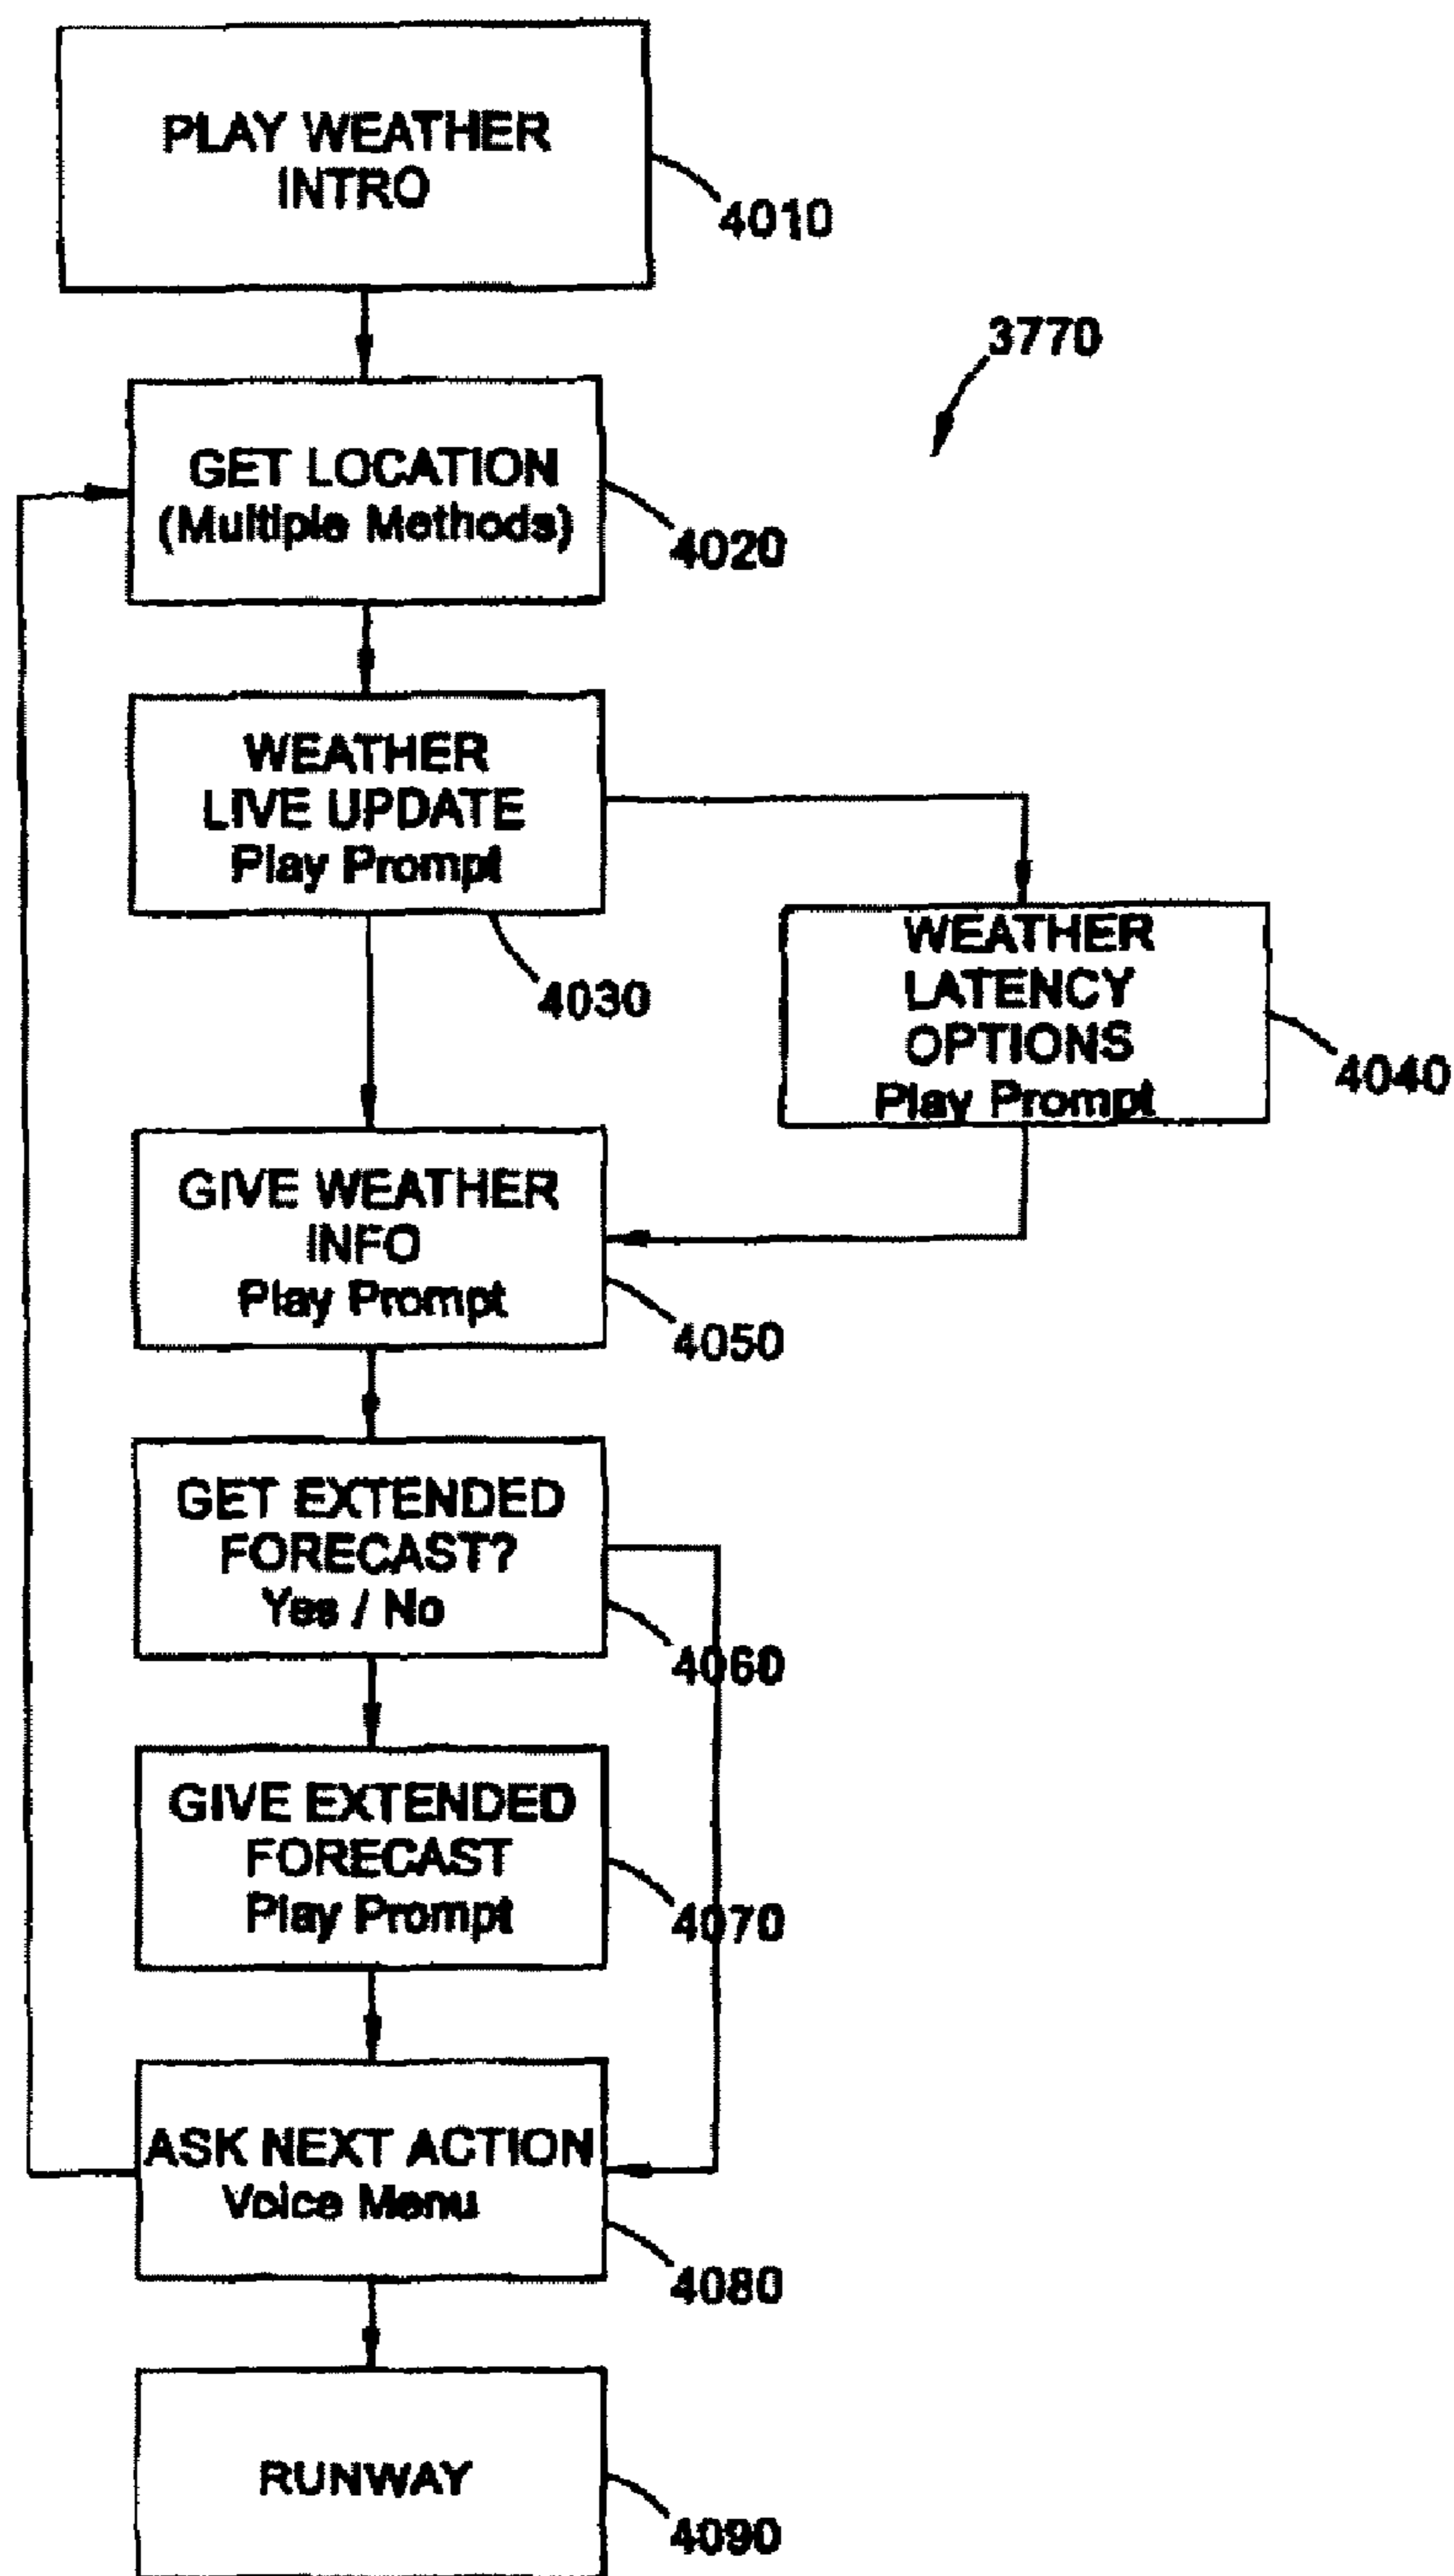 PLAY WEATHER
INTRO
4010
3770
GET LOCATION
(Multiple Methods)
4020
WEATHER
LIVE UPDATE
Play Prompt
4030
WEATHER
LATENCY
OPTIONS
Play Prompt
4040
GIVE WEATHER
INFO
Play Prompt
4050
GET EXTENDED
FORECAST?
Yes / No
4060
GIVE EXTENDED
FORECAST
Play Prompt
4070
ASK NEXT ACTION
Voice Menu
4080
RUNWAY
4090